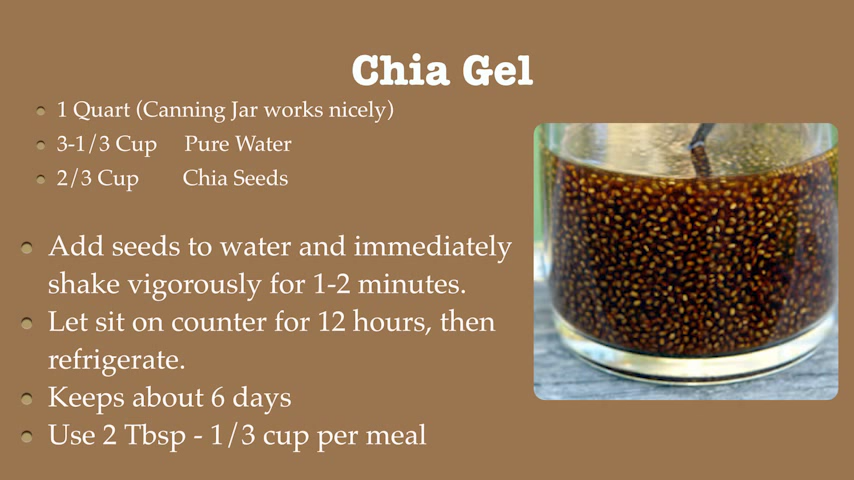 Chia Gel
1 Quart (Canning Jar works nicely)
3-1/3 Cup Pure Water
2/3 Cup Chia Seeds
Add seeds to water and immediately
shake vigorously for 1-2 minutes.
Let sit on counter for 12 hours, then
refrigerate.
Keeps about 6 days
Use 2 Tbsp - 1/3 cup per meal